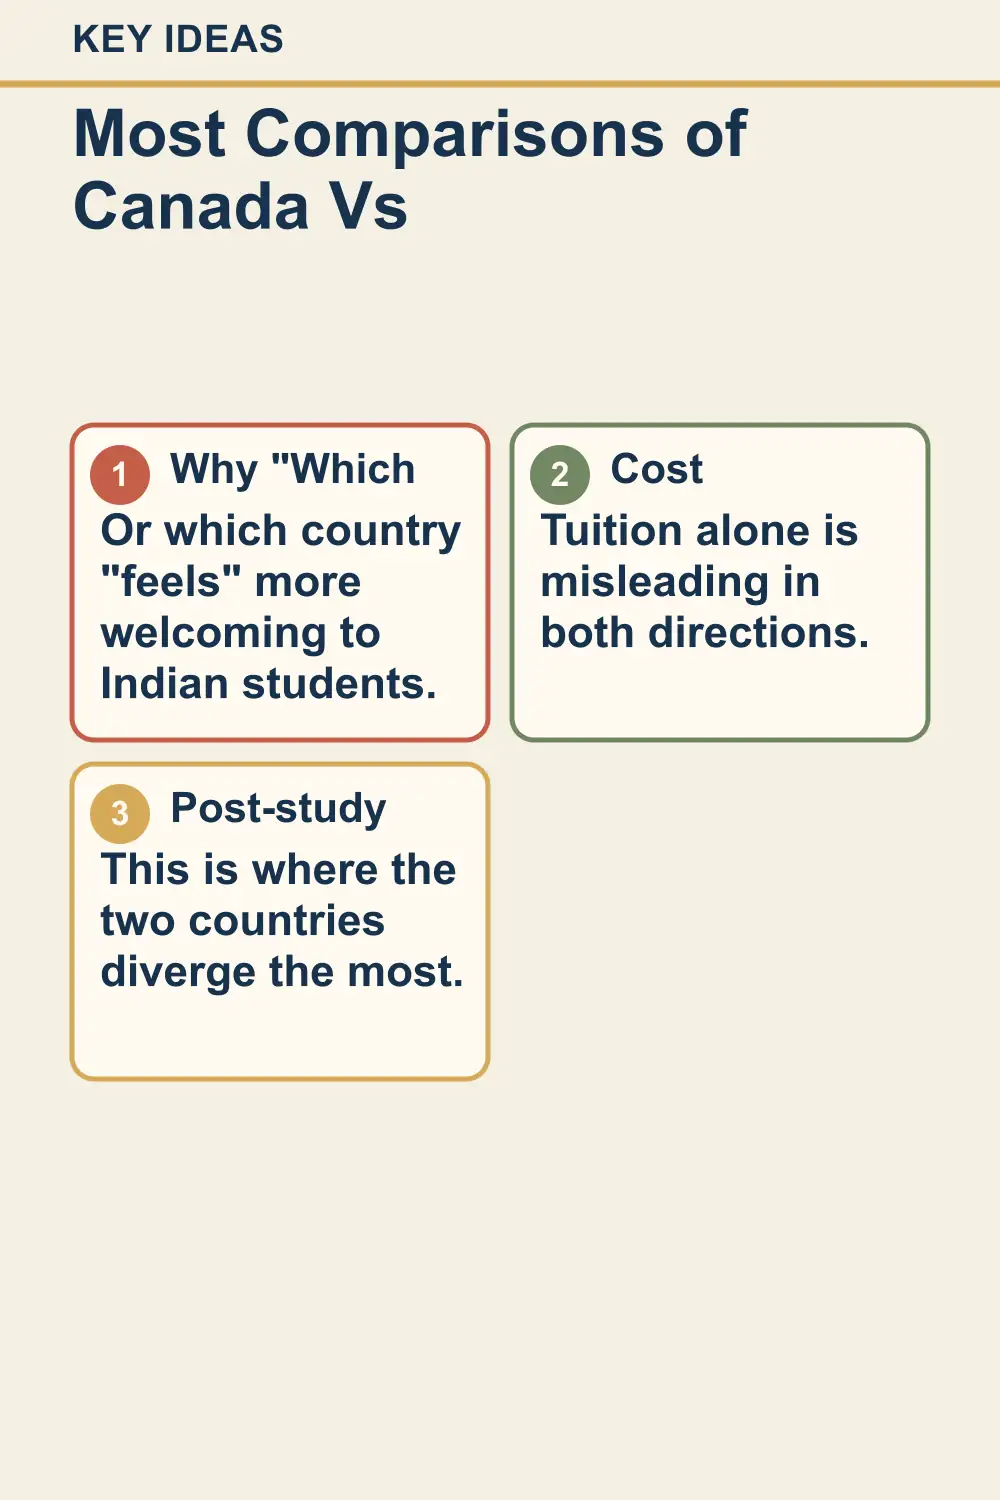 KEY IDEAS
Most Comparisons of
Canada Vs
1 Why "Which
Or which country
"feels" more
welcoming to
Indian students.
2 Cost
Tuition alone is
misleading in
both directions.
3 Post-study
This is where the
two countries
diverge the most.